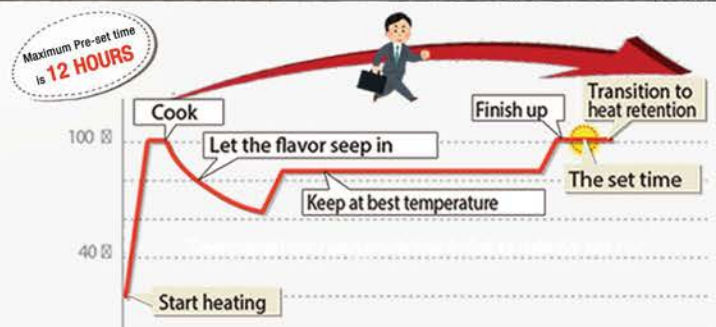 Maximum Pre-set time
is 12 HOURS
Cook
Finish up
Transition to
heat retention
100
Let the flavor seep in
The set time
Keep at best temperature
40
Start heating